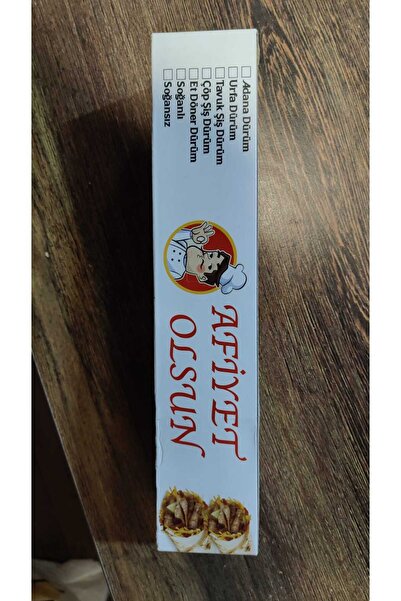 Adana Dürüm
Urfa Dürüm
Tavuk Şiş Dürüm
Çöp Şiş Dürüm
Et Döner Dürüm
Soğanlı
Soğansız
AFİYET
OLSUN